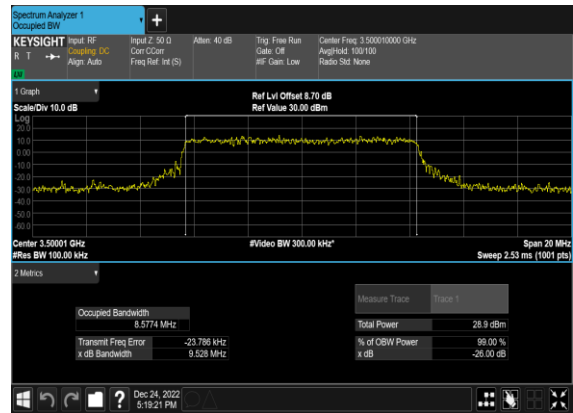 Spectrum Analyzer 1
Occupied BW
+
KEYSIGHT
R T
LXI
Input: RF
Coupling: DC
Align: Auto
Input Z: 50 Ω
Corr CCorr
Freq Ref: Int (S)
Atten: 40 dB
Trig: Free Run
Gate: Off
#IF Gain: Low
Center Freq: 3.500010000 GHz
Avg|Hold: 100/100
Radio Std: None
1 Graph
Scale/Div 10.0 dB
Ref Lvl Offset 8.70 dB
Ref Value 30.00 dBm
Log
20.0
10.0
0.00
-10.0
-20.0
-30.0
-40.0
-50.0
-60.0
Center 3.50001 GHz
#Res BW 100.00 kHz
#Video BW 300.00 kHz*
Span 20 MHz
Sweep 2.53 ms (1001 pts)
2 Metrics
Measure Trace
Trace 1
Occupied Bandwidth
8.5774 MHz
Total Power 28.9 dBm
Transmit Freq Error -23.786 kHz
% of OBW Power 99.00 %
x dB Bandwidth 9.528 MHz
x dB -26.00 dB
?
Dec 24, 2022
5:19:21 PM